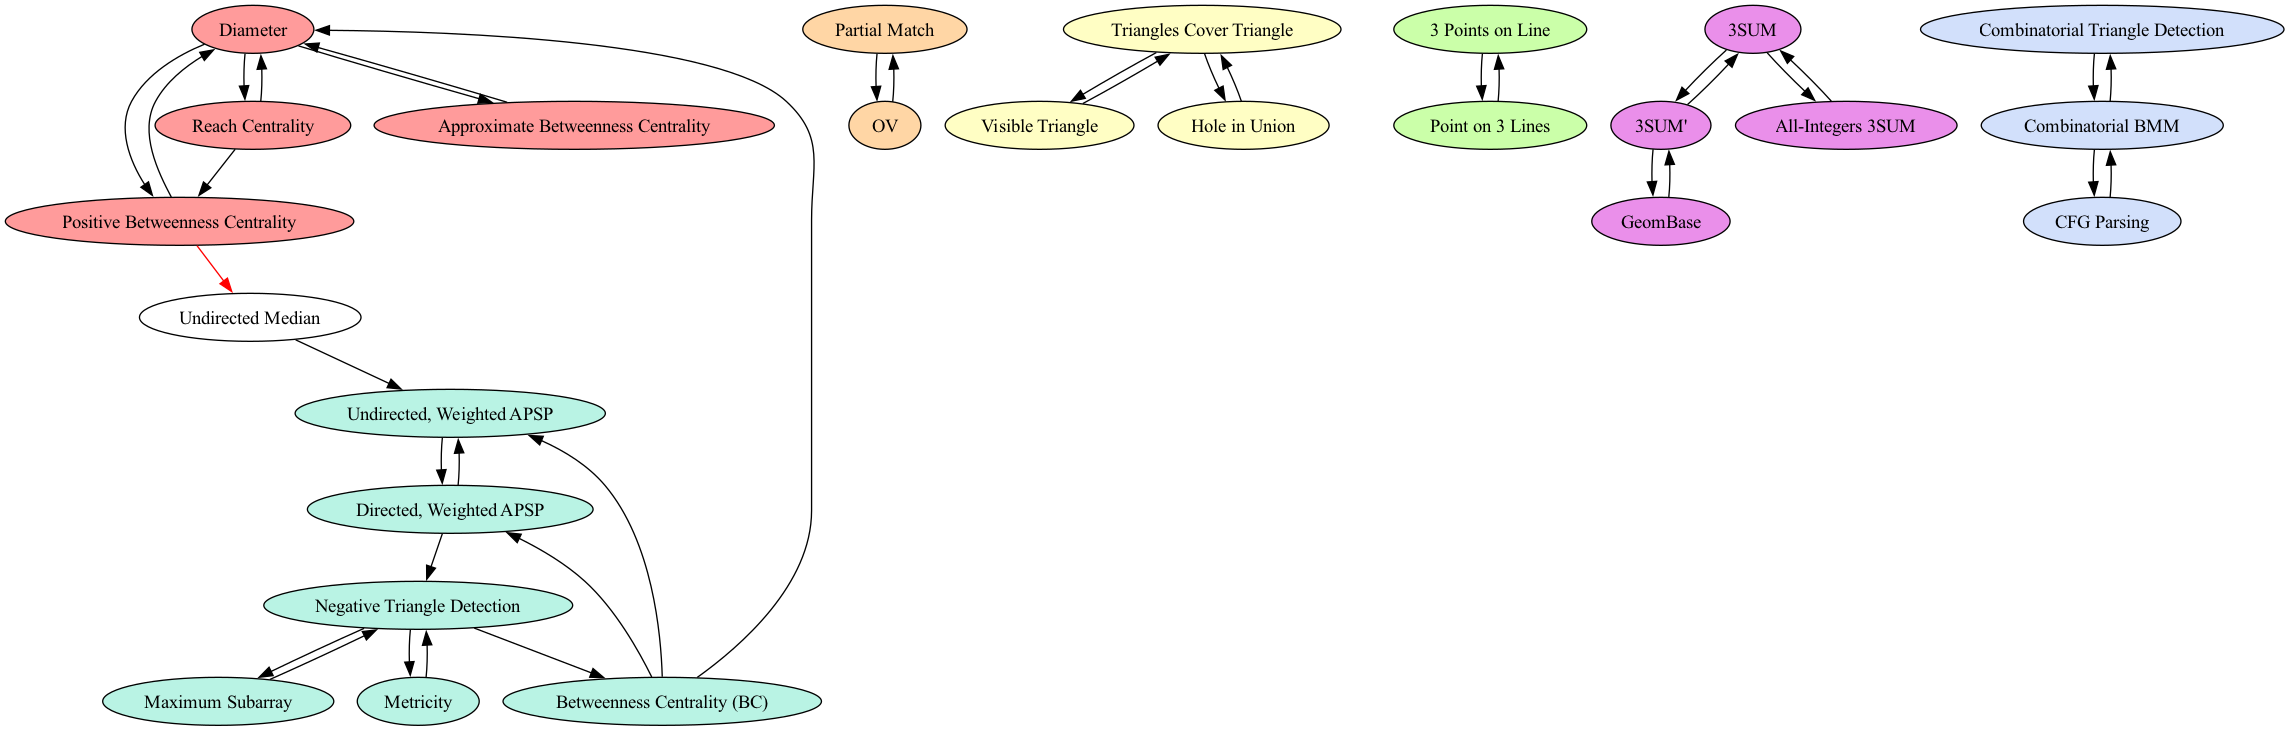 Diameter
Partial Match
Triangles Cover Triangle
3 Points on Line
3SUM
Combinatorial Triangle Detection
Reach Centrality
Approximate Betweenness Centrality
OV
Visible Triangle
Hole in Union
Point on 3 Lines
3SUM'
All-Integers 3SUM
Combinatorial BMM
Positive Betweenness Centrality
GeomBase
CFG Parsing
Undirected Median
Undirected, Weighted APSP
Directed, Weighted APSP
Negative Triangle Detection
Maximum Subarray
Metricity
Betweenness Centrality (BC)